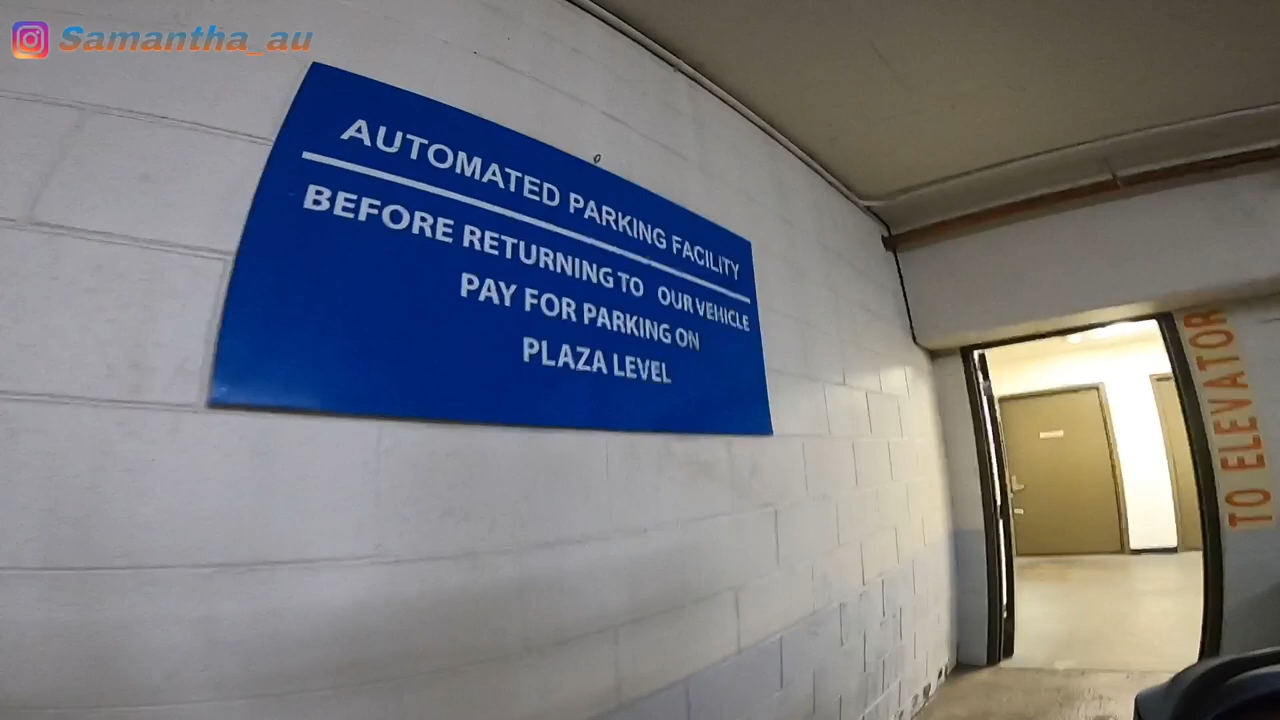 Samantha_au
AUTOMATED PARKING FACILITY
BEFORE RETURNING TO OUR VEHICLE
PAY FOR PARKING ON
PLAZA LEVEL
TO ELEVATOR